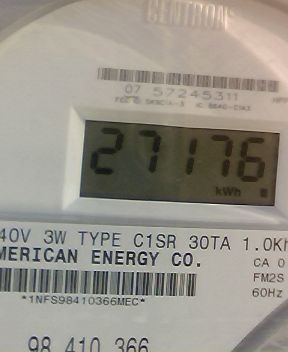 CENTRON
07 57245311
27176
kWh
40V 3W TYPE C1SR 30TA 1.0Kh
MERICAN ENERGY CO.
CA 0
FM2S
60Hz
*1NFS98410366MEC*
98 410 366